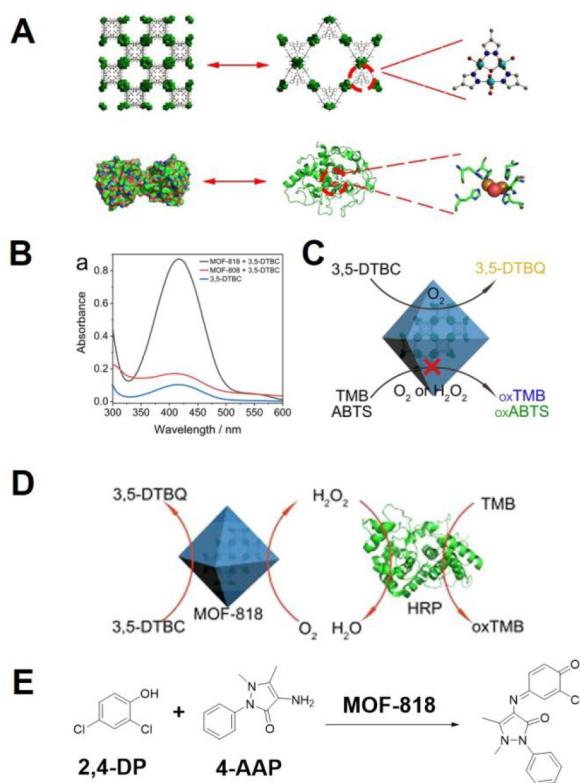 A
B
a
MOF-818 + 3,5-DTBC
MOF-808 + 3,5-DTBC
3,5-DTBC
0.8
0.6
0.4
0.2
0.0
Absorbance
300 350 400 450 500 550 600
Wavelength / nm
C
3,5-DTBC
3,5-DTBQ
O2
TMB
ABTS
O2 or H2O2
oxTMB
oxABTS
D
3,5-DTBQ
H2O2
TMB
MOF-818
HRP
3,5-DTBC
O2
H2O
oxTMB
E
OH
Cl
Cl
2,4-DP
+
N
N
NH2
O
4-AAP
MOF-818
O
Cl
N
O
N
N